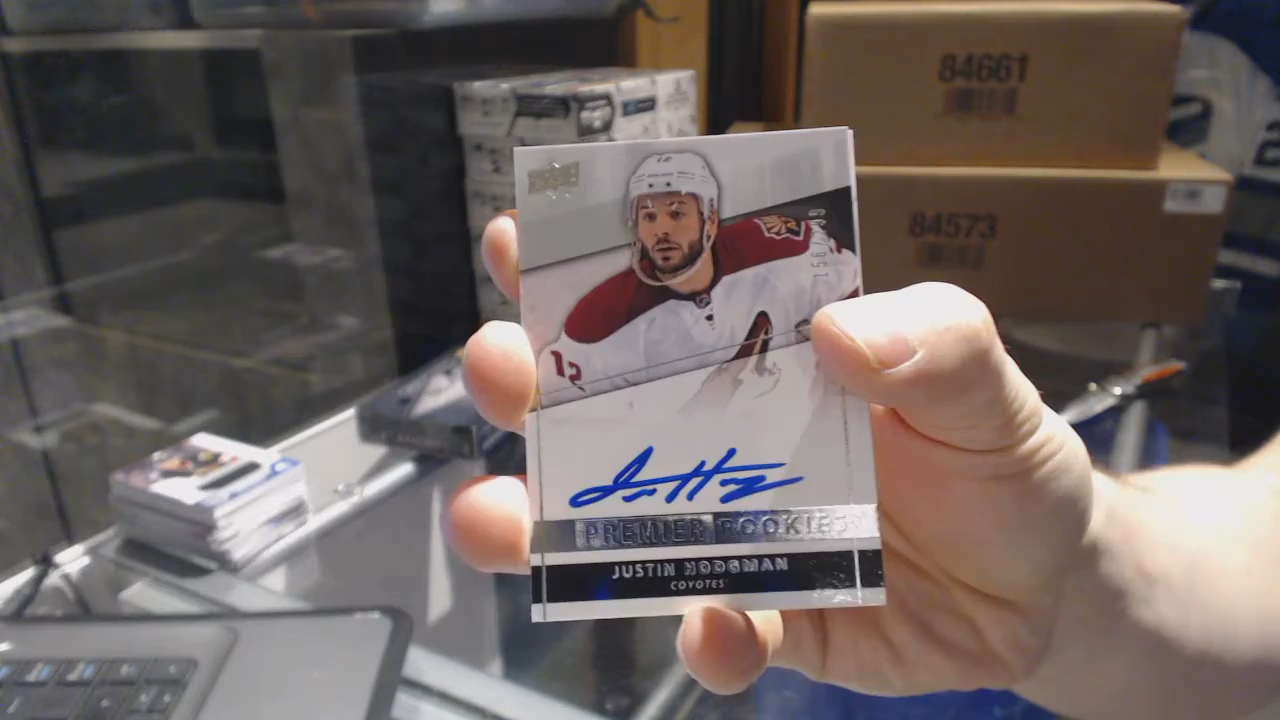 84661
84573
12
PREMIER ROOKIES
JUSTIN HODGMAN
COYOTES